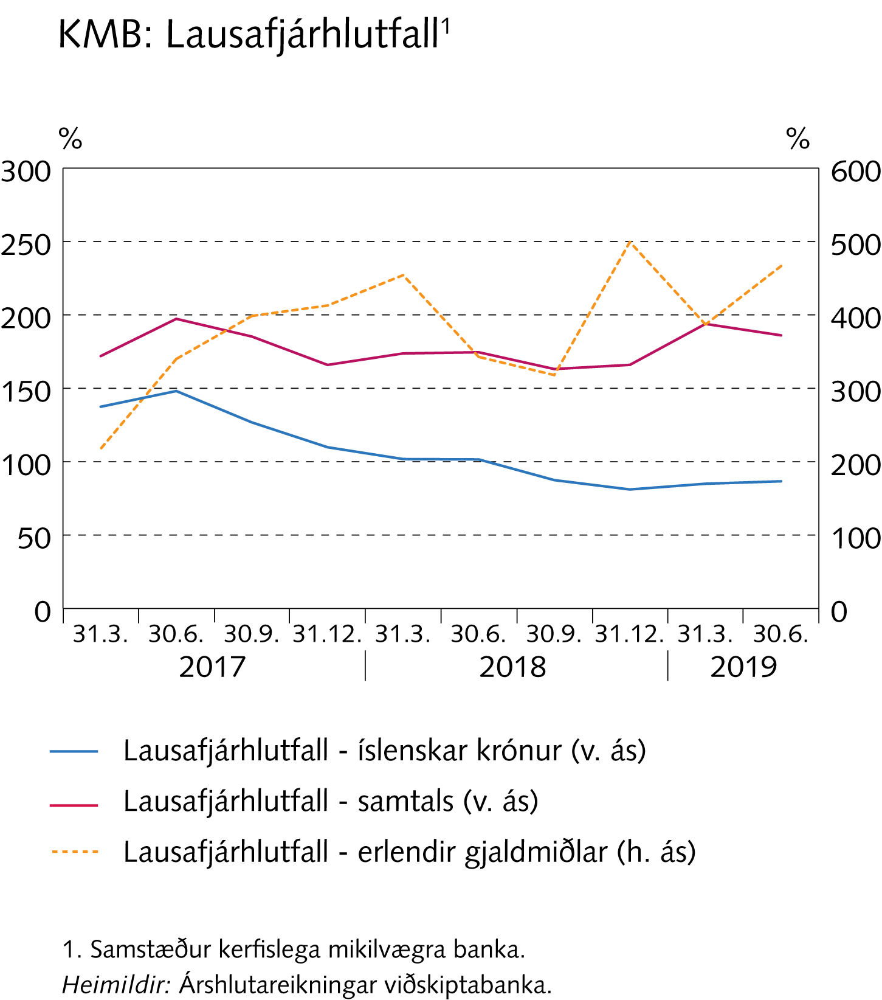 KMB: Lausafjárhlutfall¹
% %
300 600
250 500
200 400
150 300
100 200
50 100
0 0
31.3. 30.6. 30.9. 31.12. 31.3. 30.6. 30.9. 31.12. 31.3. 30.6.
2017 2018 2019
Lausafjárhlutfall - íslenskar krónur (v. ás)
Lausafjárhlutfall - samtals (v. ás)
Lausafjárhlutfall - erlendir gjaldmiðlar (h. ás)
1. Samstæður kerfislega mikilvægra banka.
Heimildir: Árshlutareikningar viðskiptabanka.